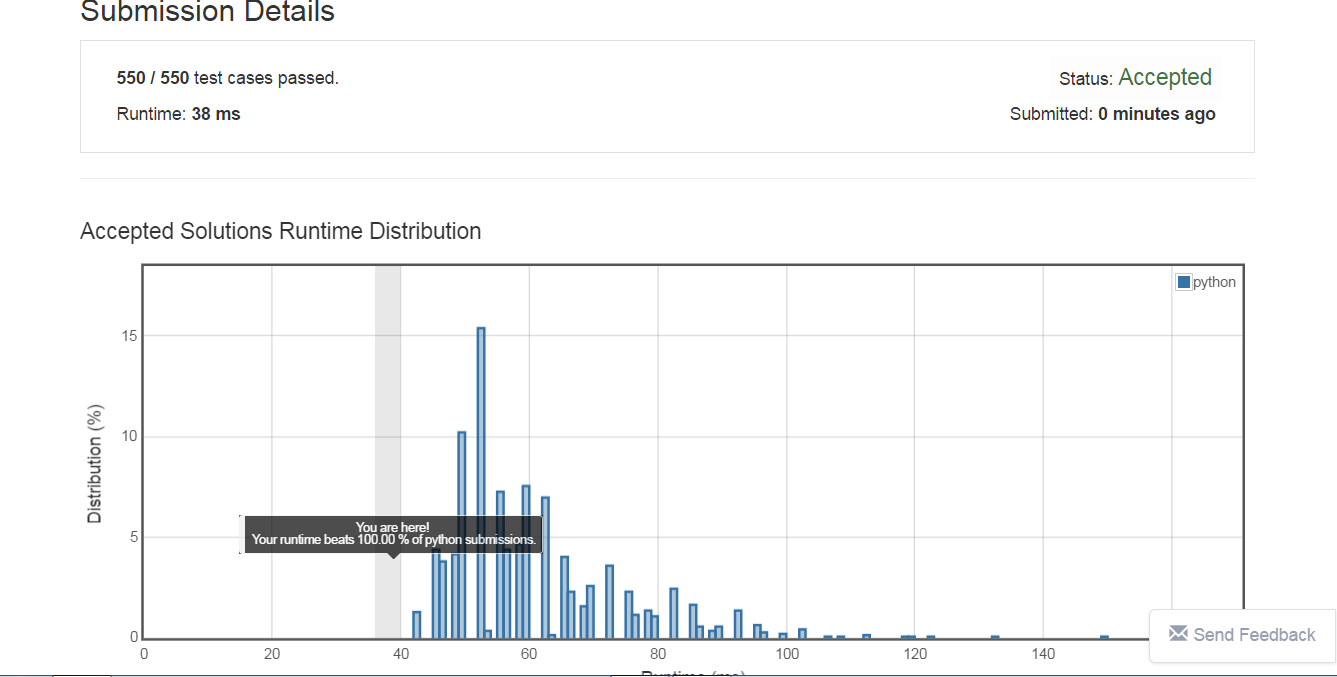 Submission Details
550 / 550 test cases passed.
Status: Accepted
Runtime: 38 ms
Submitted: 0 minutes ago
Accepted Solutions Runtime Distribution
python
15
10
5
0
Distribution (%)
You are here!
Your runtime beats 100.00 % of python submissions.
0 20 40 60 80 100 120 140
Runtime (ms)
Send Feedback